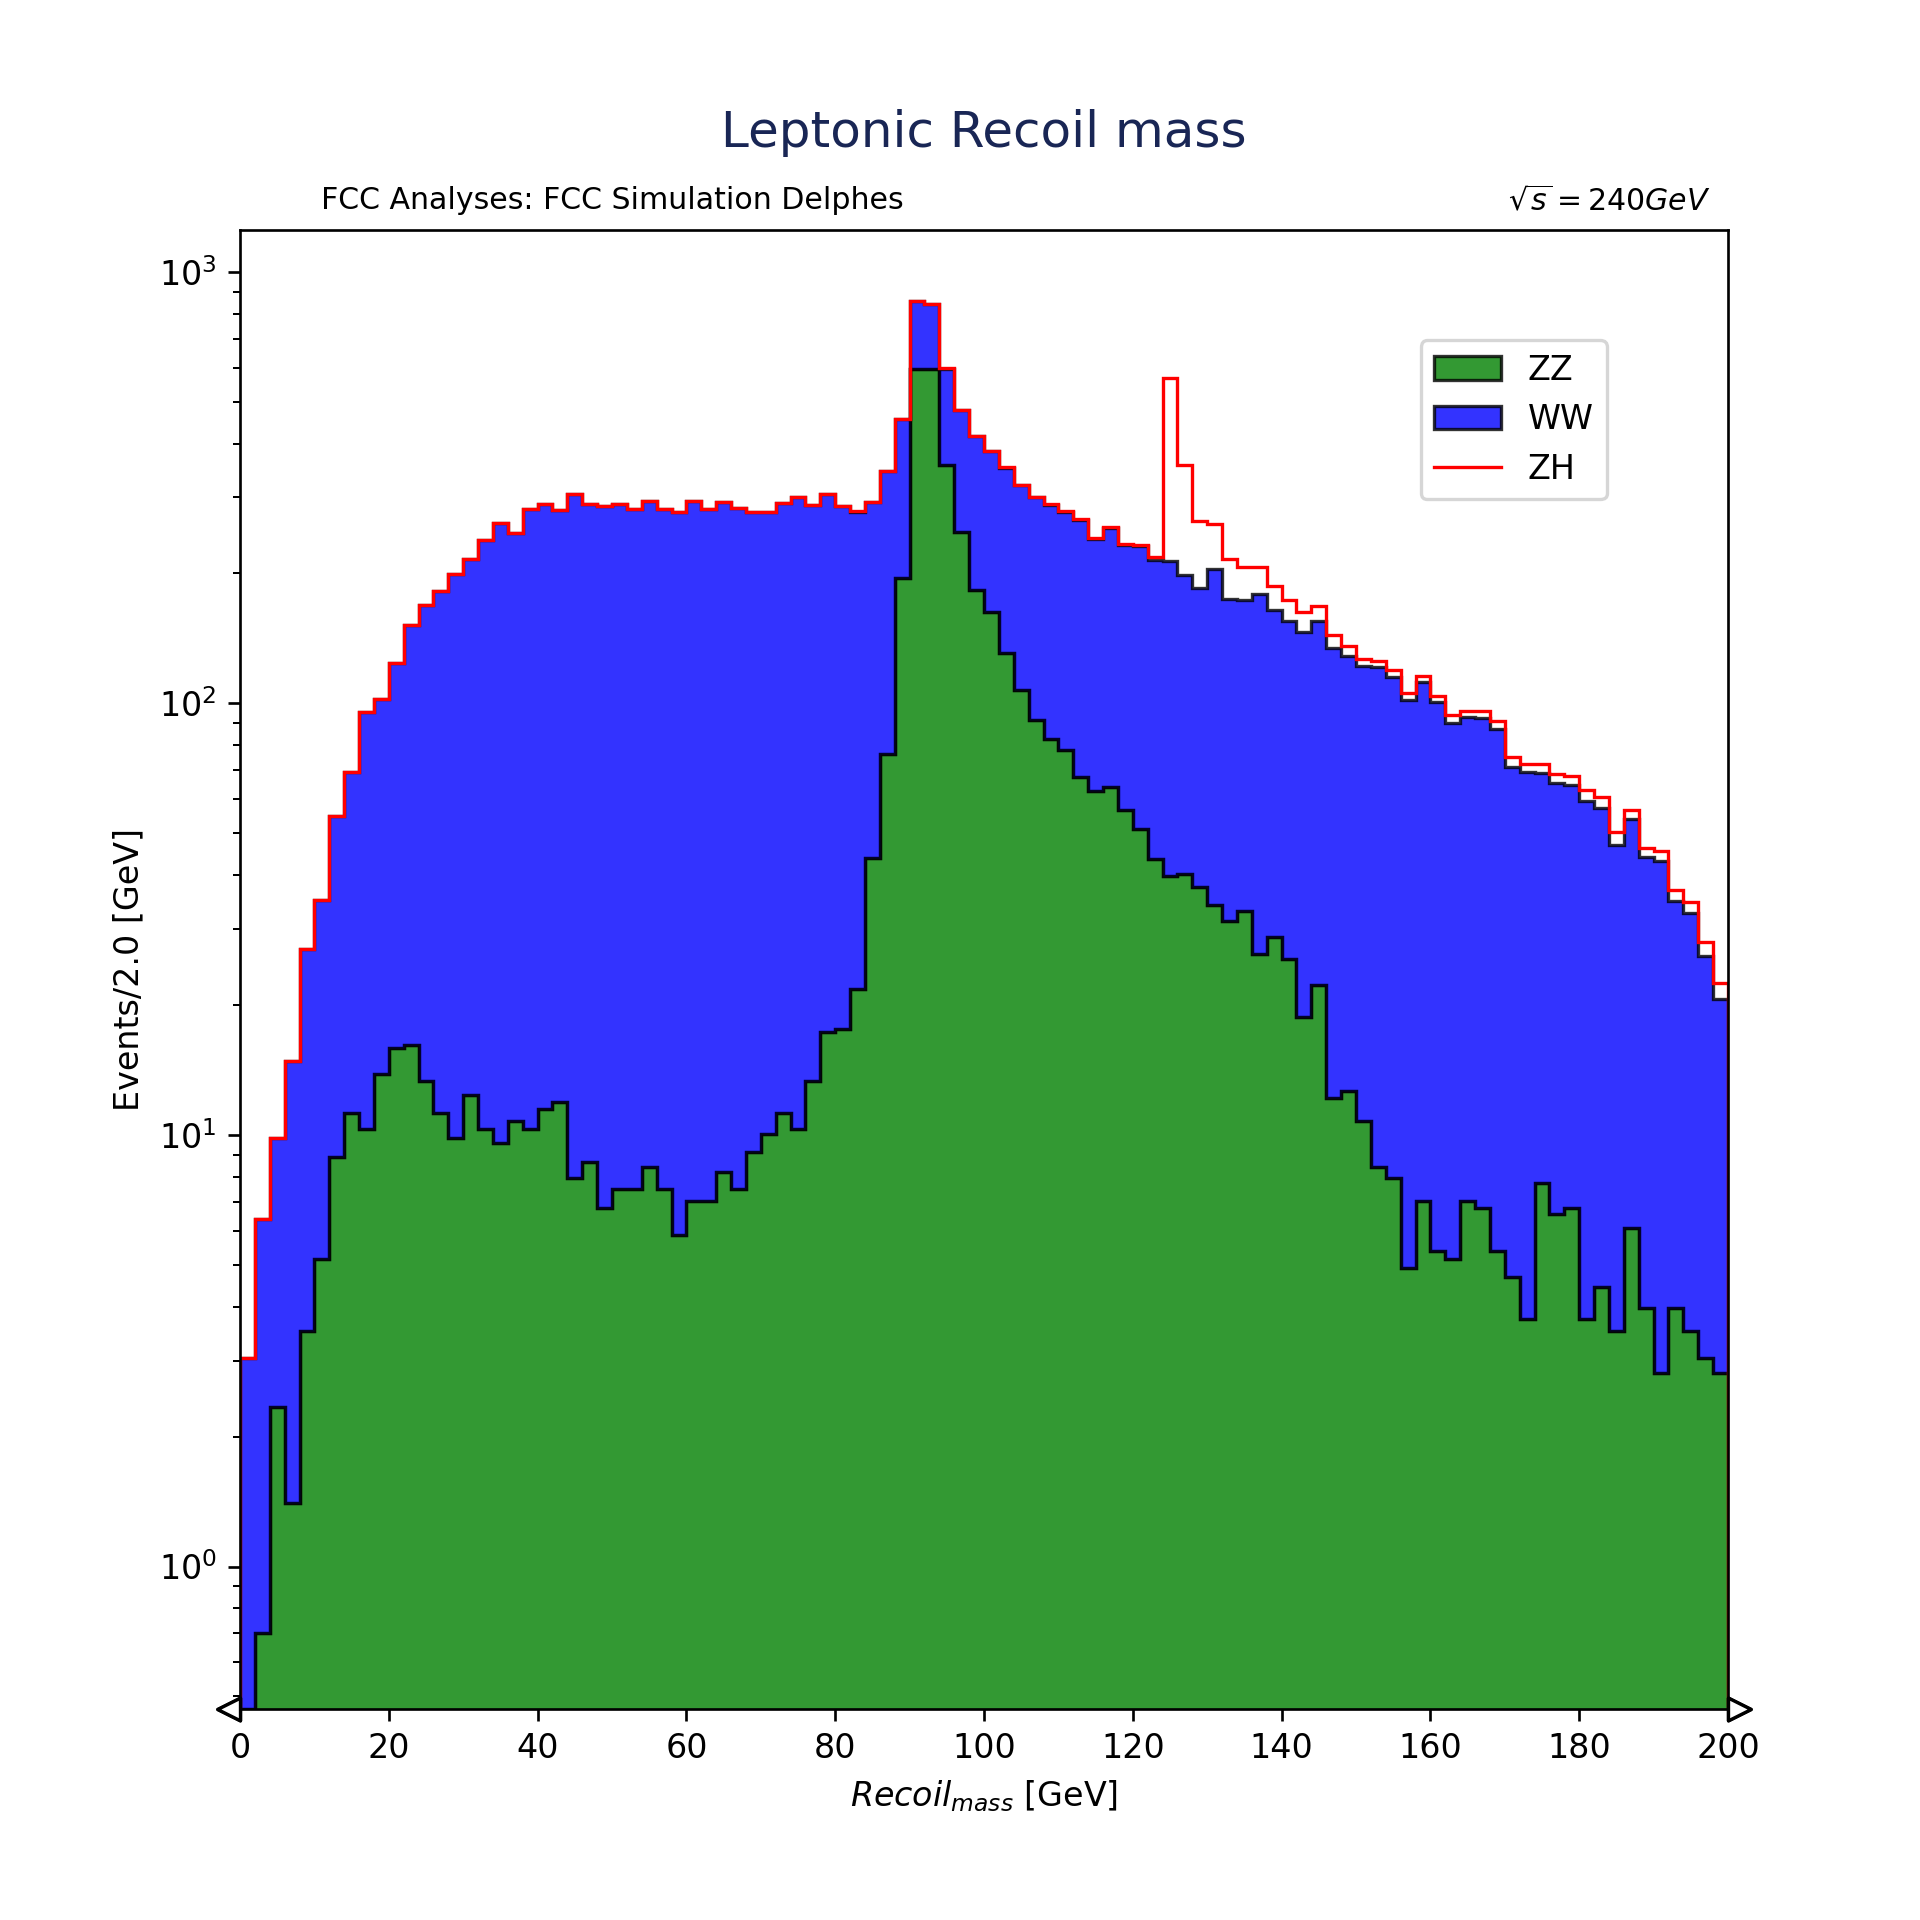 Leptonic Recoil mass
FCC Analyses: FCC Simulation Delphes
√s = 240GeV
ZZ
WW
ZH
Events/2.0 [GeV]
10³
10²
10¹
10⁰
0 20 40 60 80 100 120 140 160 180 200
Recoil_mass [GeV]